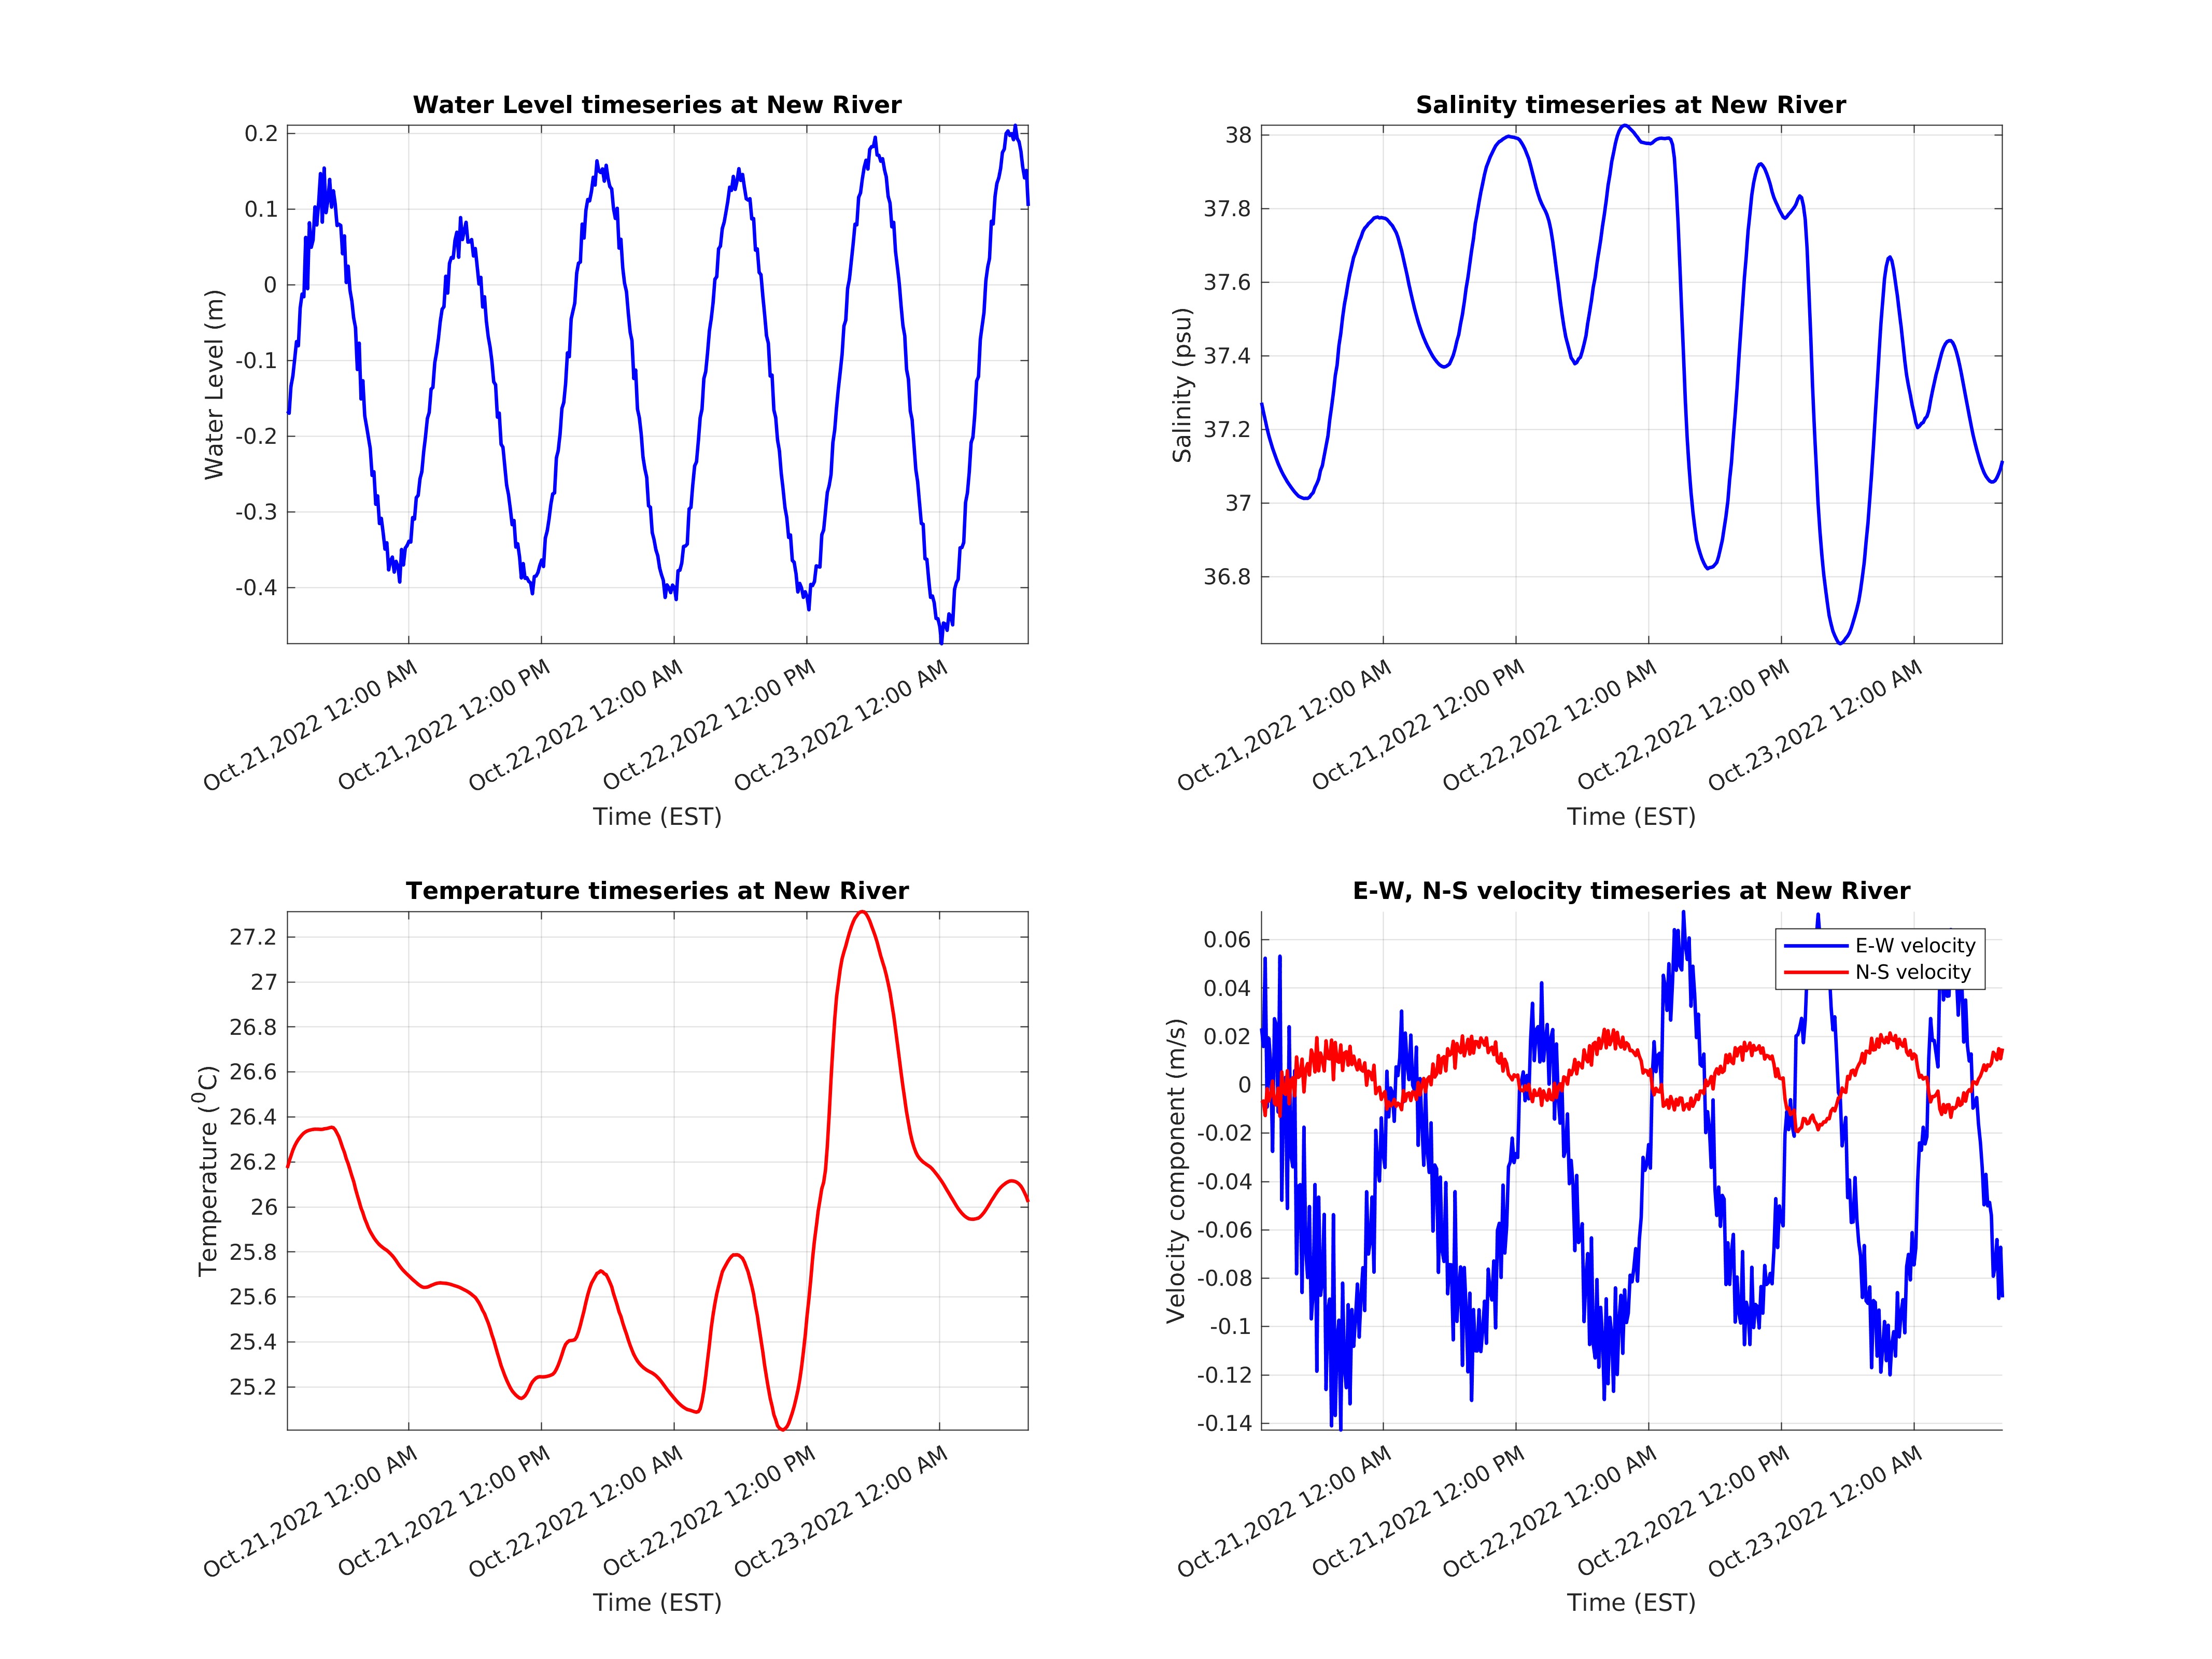 Water Level timeseries at New River
Water Level (m)
0.2
0.1
0
-0.1
-0.2
-0.3
-0.4
Oct.21,2022 12:00 AM
Oct.21,2022 12:00 PM
Oct.22,2022 12:00 AM
Oct.22,2022 12:00 PM
Oct.23,2022 12:00 AM
Time (EST)
Salinity timeseries at New River
Salinity (psu)
38
37.8
37.6
37.4
37.2
37
36.8
Oct.21,2022 12:00 AM
Oct.21,2022 12:00 PM
Oct.22,2022 12:00 AM
Oct.22,2022 12:00 PM
Oct.23,2022 12:00 AM
Time (EST)
Temperature timeseries at New River
Temperature (⁰C)
27.2
27
26.8
26.6
26.4
26.2
26
25.8
25.6
25.4
25.2
Oct.21,2022 12:00 AM
Oct.21,2022 12:00 PM
Oct.22,2022 12:00 AM
Oct.22,2022 12:00 PM
Oct.23,2022 12:00 AM
Time (EST)
E-W, N-S velocity timeseries at New River
Velocity component (m/s)
0.06
0.04
0.02
0
-0.02
-0.04
-0.06
-0.08
-0.1
-0.12
-0.14
E-W velocity
N-S velocity
Oct.21,2022 12:00 AM
Oct.21,2022 12:00 PM
Oct.22,2022 12:00 AM
Oct.22,2022 12:00 PM
Oct.23,2022 12:00 AM
Time (EST)